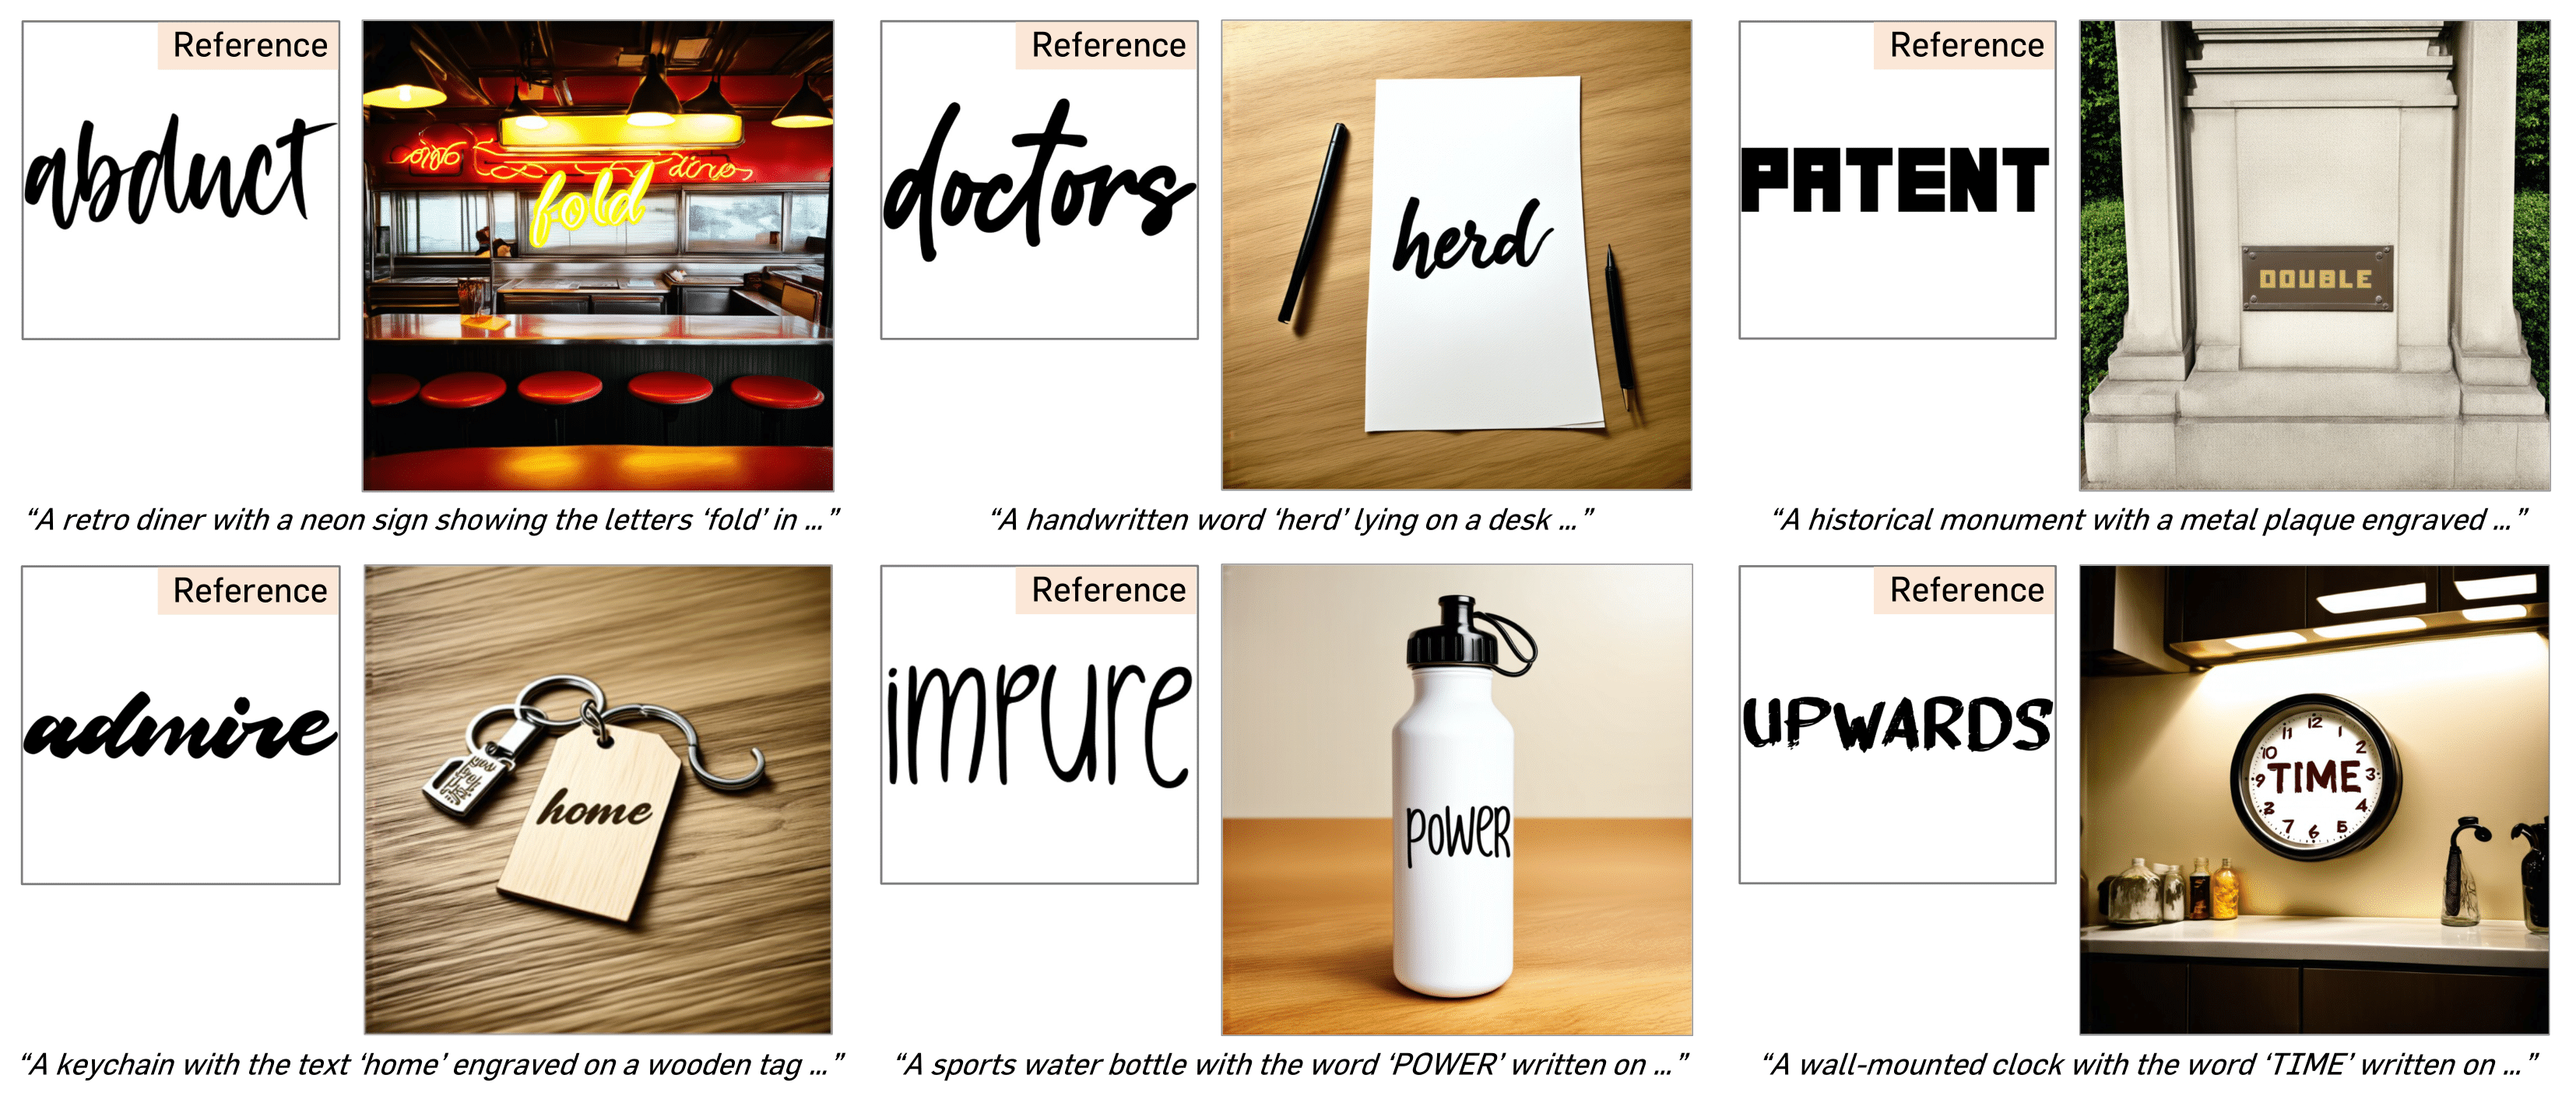 Reference
abduct
fold
Reference
doctors
herd
Reference
PATENT
DOUBLE
“A retro diner with a neon sign showing the letters ‘fold’ in ...”
“A handwritten word ‘herd’ lying on a desk ...”
“A historical monument with a metal plaque engraved ...”
Reference
admire
home
Reference
impure
POWER
Reference
UPWARDS
12
11 1
10 2
9 TIME 3
4
7 6 5
“A keychain with the text ‘home’ engraved on a wooden tag ...”
“A sports water bottle with the word ‘POWER’ written on ...”
“A wall-mounted clock with the word ‘TIME’ written on ...”